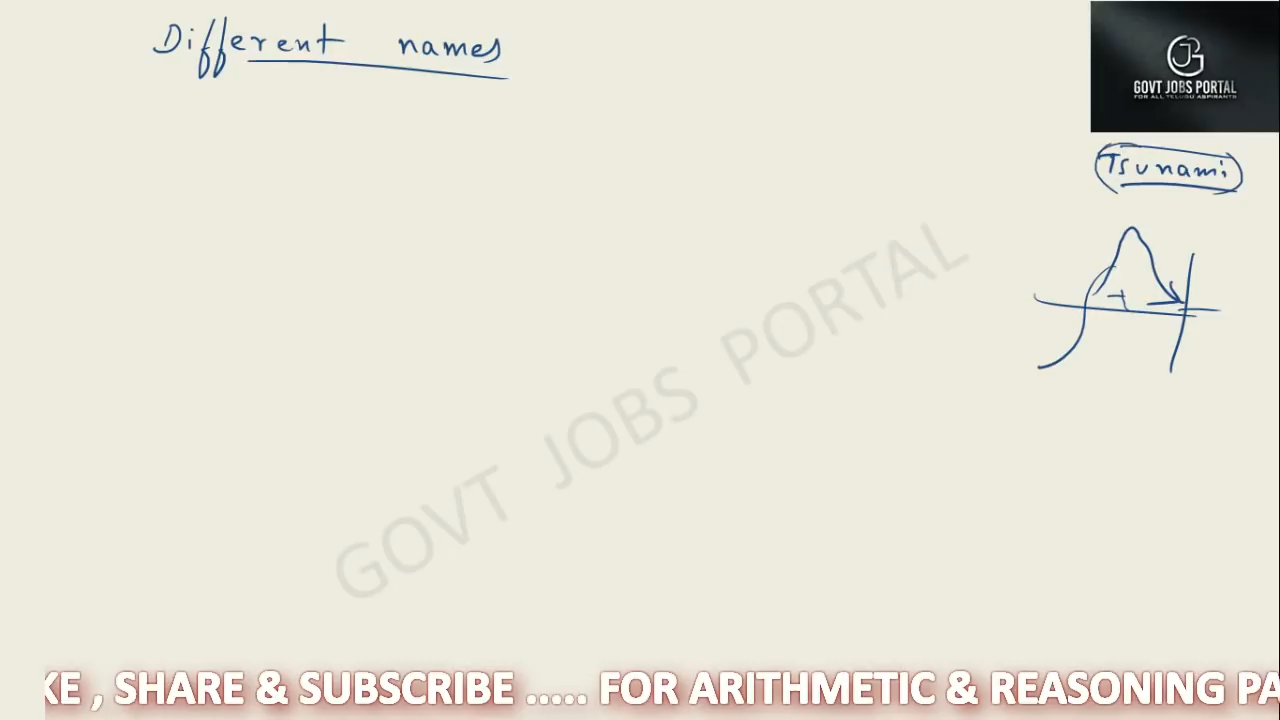 Different names
GOVT JOBS PORTAL
FOR ALL TELUGU ASPIRANTS
Tsunami
GOVT JOBS PORTAL
KE , SHARE & SUBSCRIBE ..... FOR ARITHMETIC & REASONING PA